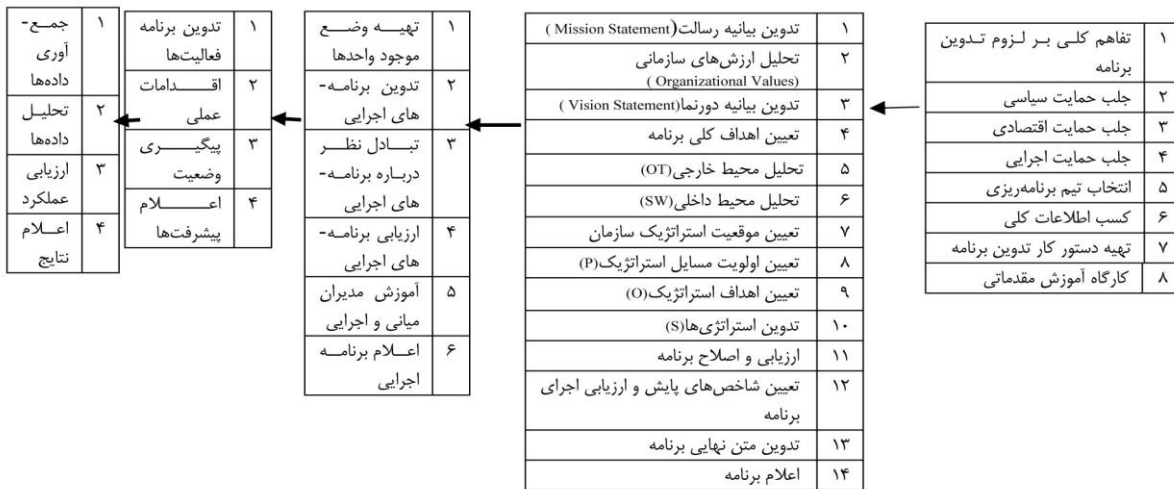 ۱ تفاهم کلی بر لزوم تدوین
برنامه
۲ جلب حمایت سیاسی
۳ جلب حمایت اقتصادی
۴ جلب حمایت اجرایی
۵ انتخاب تیم برنامه‌ریزی
۶ کسب اطلاعات کلی
۷ تهیه دستور کار تدوین برنامه
۸ کارگاه آموزش مقدماتی
۱ تدوین بیانیه رسالت(Mission Statement )
۲ تحلیل ارزش‌های سازمانی
(Organizational Values )
۳ تدوین بیانیه دورنما(Vision Statement )
۴ تعیین اهداف کلی برنامه
۵ تحلیل محیط خارجی(OT)
۶ تحلیل محیط داخلی(SW)
۷ تعیین موقعیت استراتژیک سازمان
۸ تعیین اولویت مسایل استراتژیک(P)
۹ تعیین اهداف استراتژیک(O)
۱۰ تدوین استراتژی‌ها(S)
۱۱ ارزیابی و اصلاح برنامه
۱۲ تعیین شاخص‌های پایش و ارزیابی اجرای
برنامه
۱۳ تدوین متن نهایی برنامه
۱۴ اعلام برنامه
۱ تهیه وضع
موجود واحدها
۲ تدوین برنامه-
های اجرایی
۳ تبادل نظر
درباره برنامه-
های اجرایی
۴ ارزیابی برنامه-
های اجرایی
۵ آموزش مدیران
میانی و اجرایی
۶ اعلام برنامه
اجرایی
۱ تدوین برنامه
فعالیت‌ها
۲ اقدامات
عملی
۳ پیگیری
وضعیت
۴ اعلام
پیشرفت‌ها
۱ جمع-
آوری
داده‌ها
۲ تحلیل
داده‌ها
۳ ارزیابی
عملکرد
۴ اعلام
نتایج